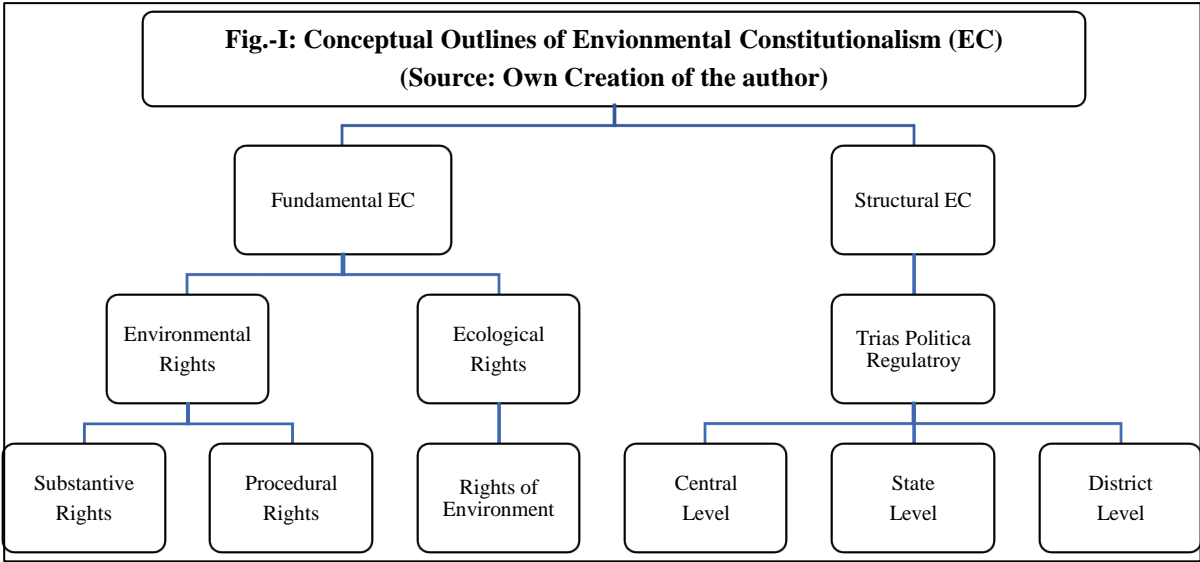 Fig.-I: Conceptual Outlines of Envionmental Constitutionalism (EC)
(Source: Own Creation of the author)
Fundamental EC
Structural EC
Environmental
Rights
Ecological
Rights
Trias Politica
Regulatroy
Substantive
Rights
Procedural
Rights
Rights of
Environment
Central
Level
State
Level
District
Level